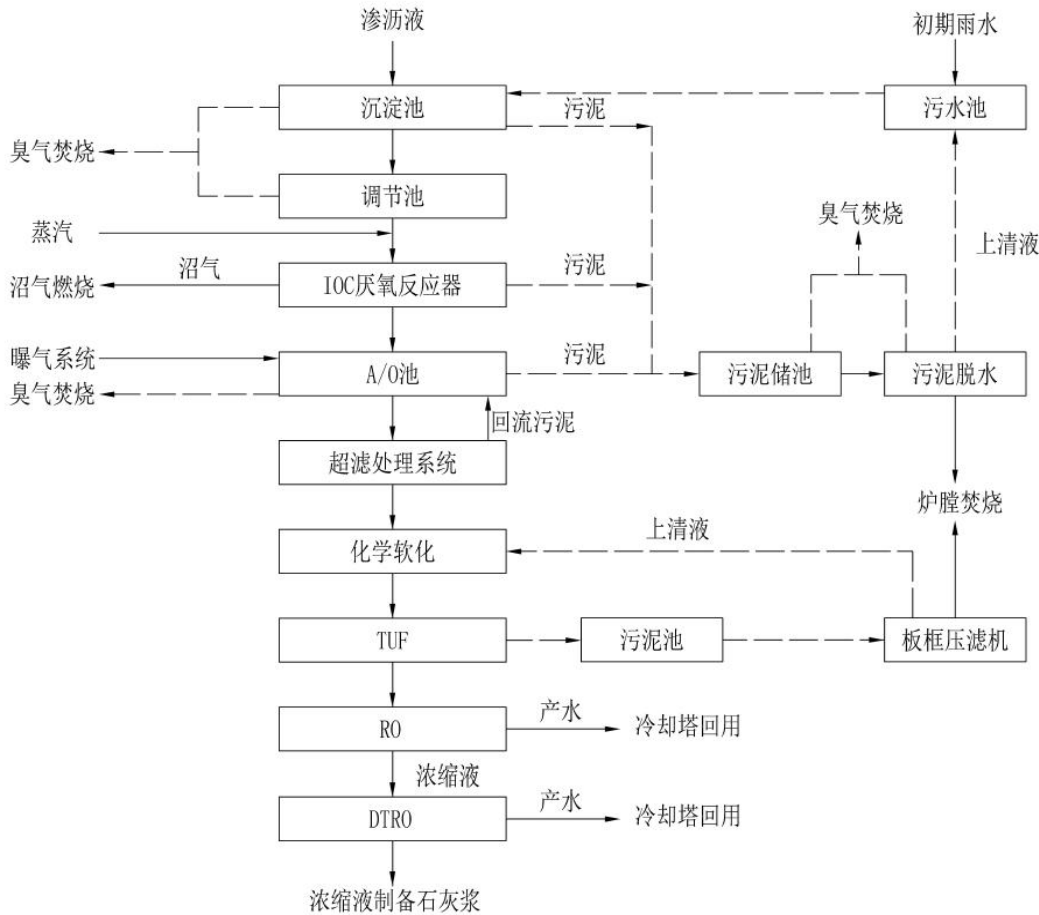 渗沥液
初期雨水
沉淀池
污泥
污水池
臭气焚烧
调节池
臭气焚烧
蒸汽
上清液
沼气
污泥
沼气燃烧
IOC厌氧反应器
曝气系统
污泥
A/O池
污泥储池
污泥脱水
臭气焚烧
回流污泥
超滤处理系统
炉膛焚烧
上清液
化学软化
TUF
污泥池
板框压滤机
产水
RO
冷却塔回用
浓缩液
产水
DTRO
冷却塔回用
浓缩液制备石灰浆